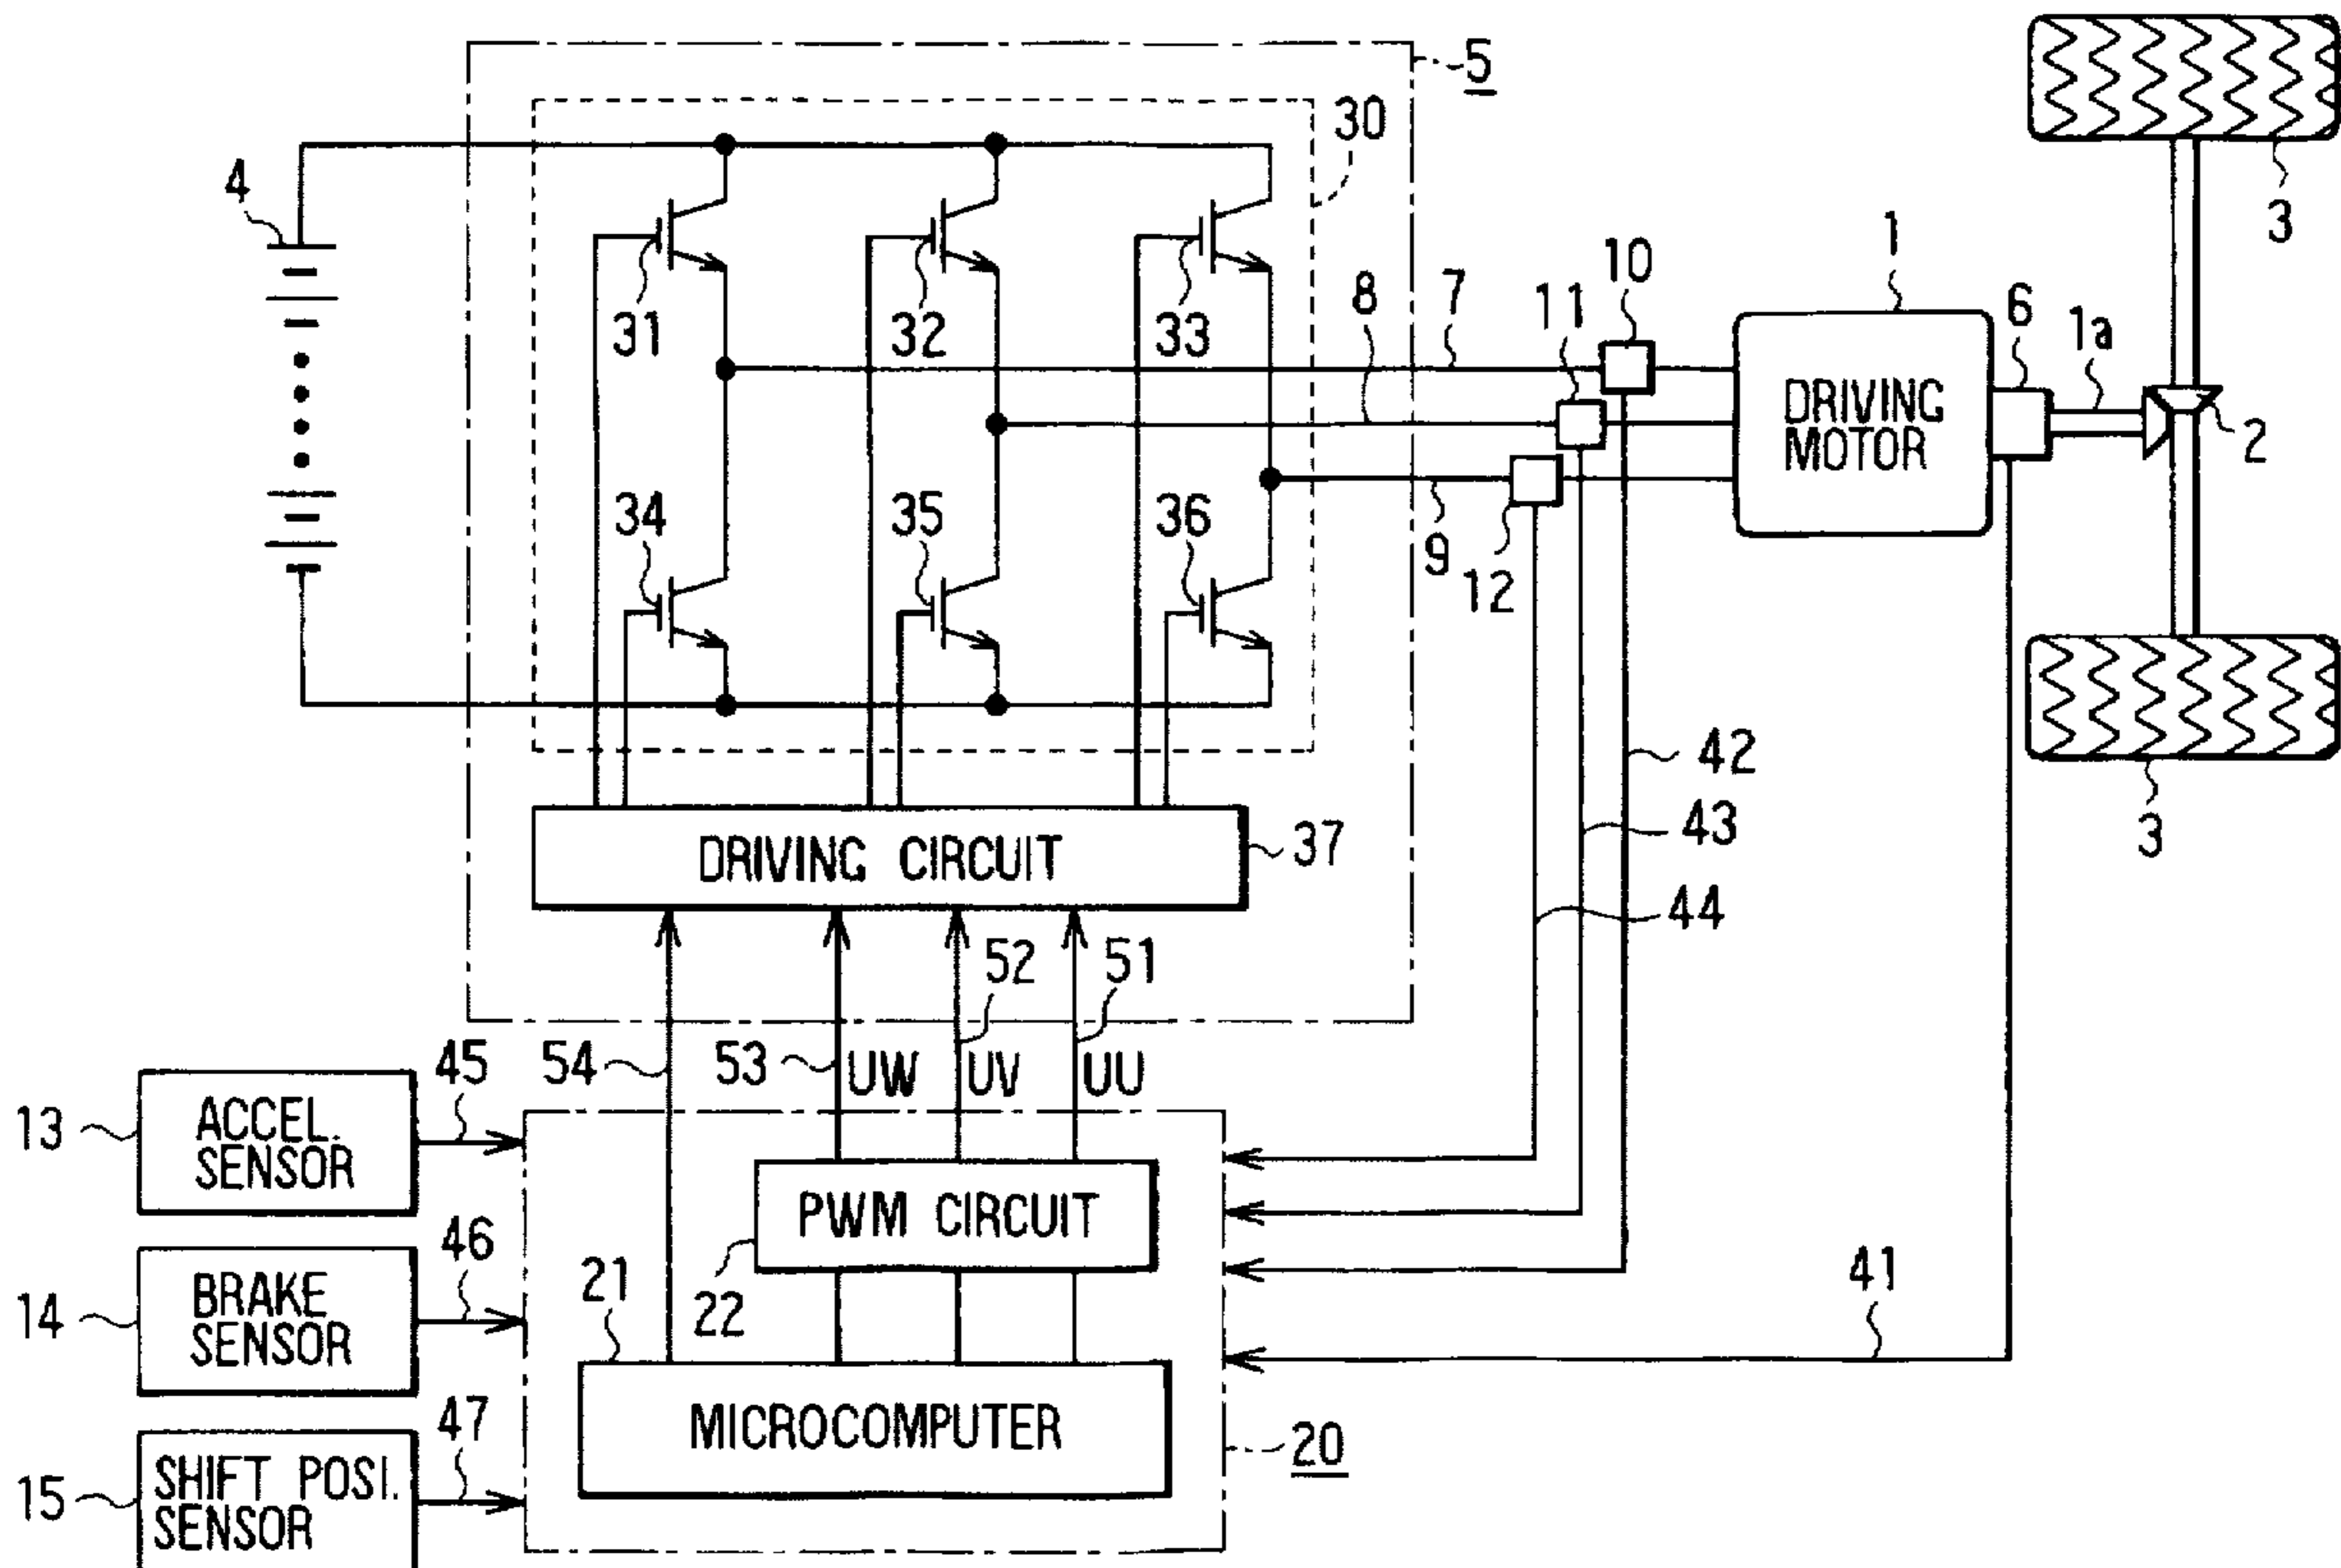 5
30
4
31
32
33
7
8
11
10
1
6
1a
2
3
DRIVING
MOTOR
34
35
36
9
12
3
42
43
44
DRIVING CIRCUIT
37
52
51
54
53
UW
UV
UU
13
ACCEL.
SENSOR
45
PWM CIRCUIT
22
14
BRAKE
SENSOR
46
21
41
MICROCOMPUTER
20
15
SHIFT POSI.
SENSOR
47